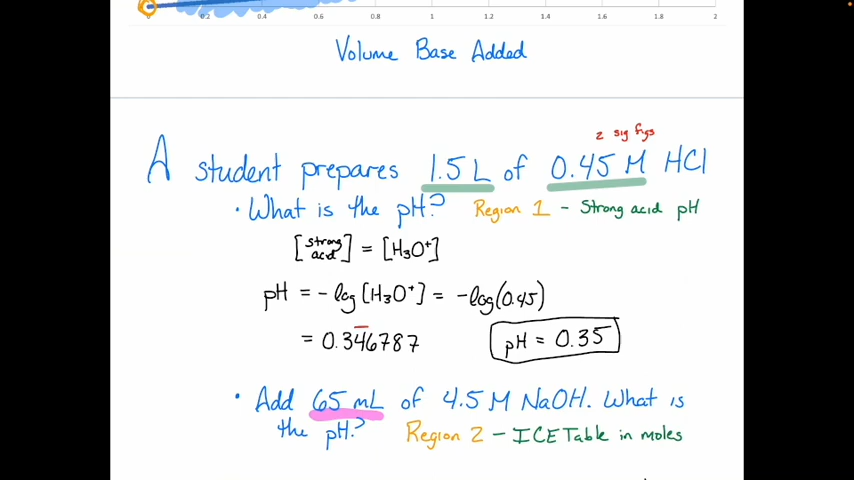 0 0.2 0.4 0.6 0.8 1 1.2 1.4 1.6 1.8 2
Volume Base Added
2 sig figs
A student prepares 1.5 L of 0.45 M HCl
• What is the pH? Region 1 - Strong acid pH
[strong acid] = [H₃O⁺]
pH = -log [H₃O⁺] = -log(0.45)
= 0.346787 pH = 0.35
• Add 65 mL of 4.5 M NaOH. What is
the pH? Region 2 - ICE Table in moles